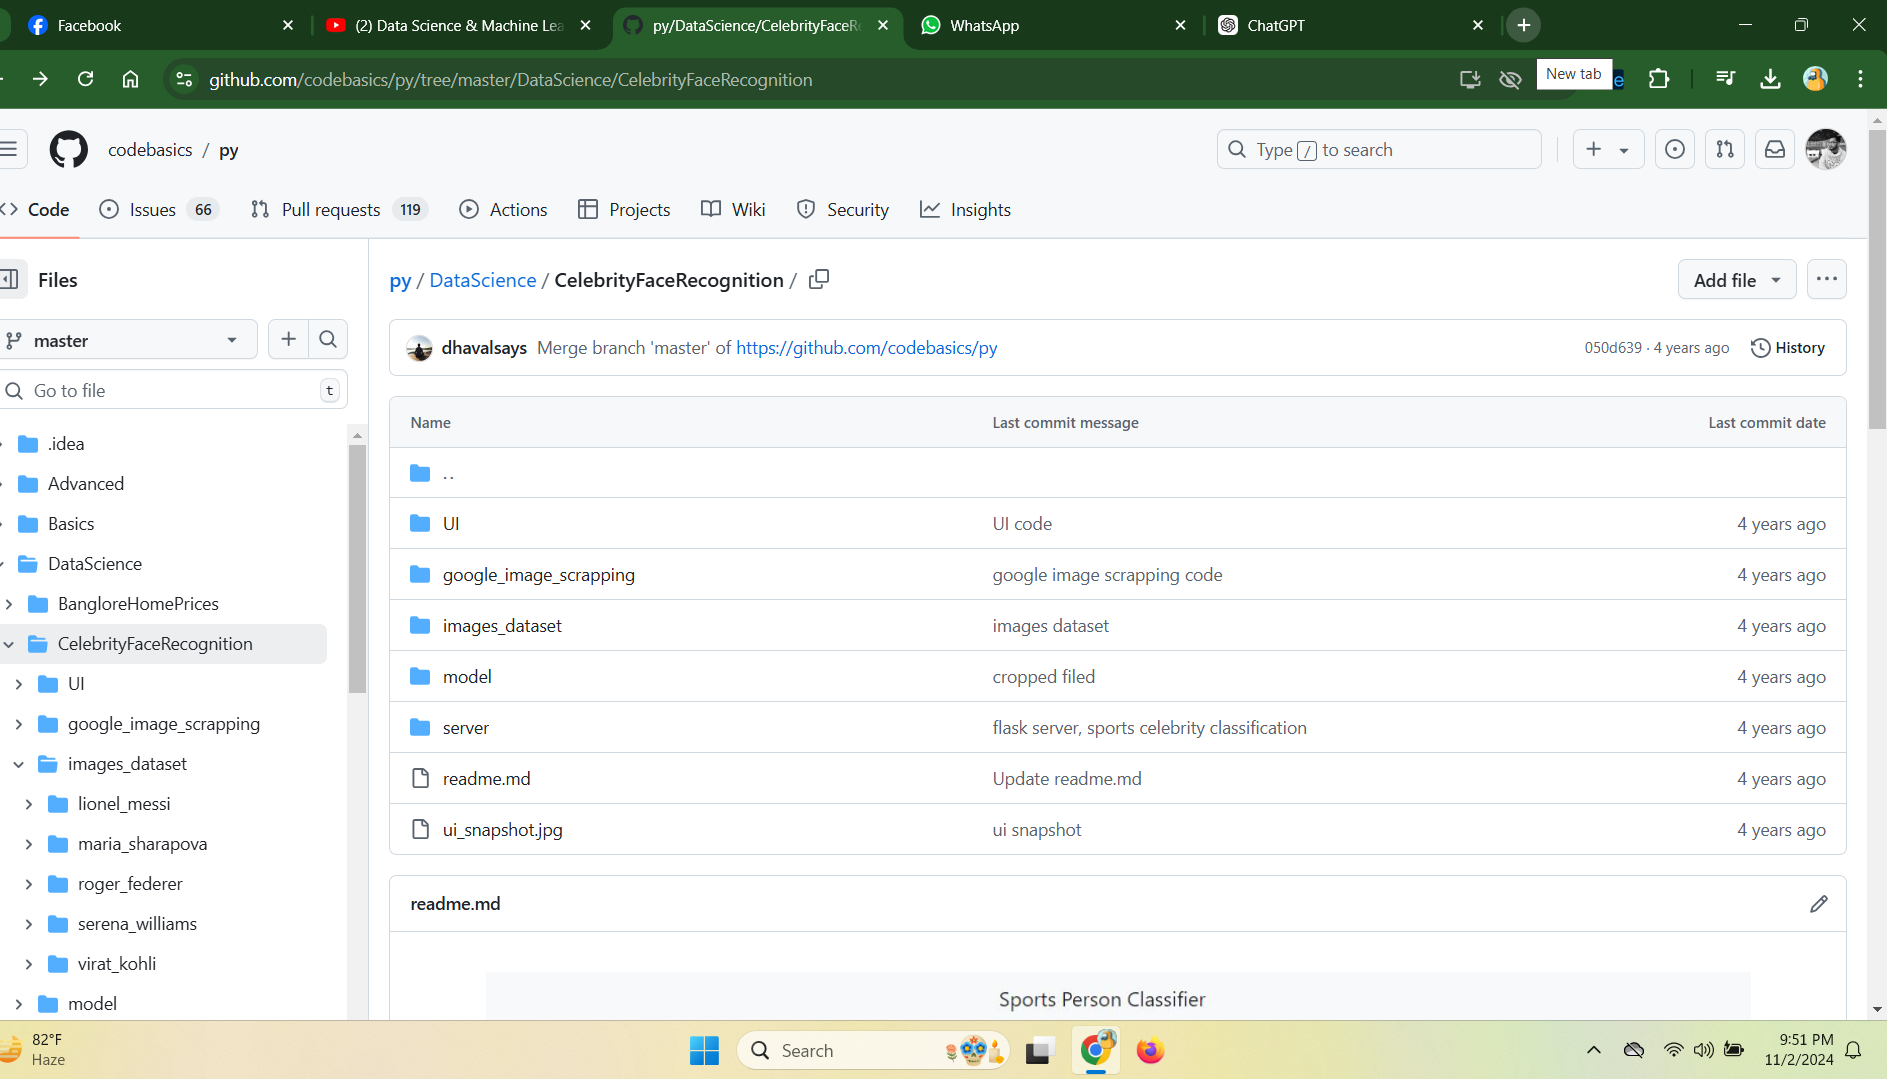 Facebook
(2) Data Science & Machine Lea
py/DataScience/CelebrityFaceRe
WhatsApp
ChatGPT
github.com/codebasics/py/tree/master/DataScience/CelebrityFaceRecognition
New tab
e
codebasics / py
Type / to search
Code
Issues 66
Pull requests 119
Actions
Projects
Wiki
Security
Insights
Files
master
Go to file
t
.idea
Advanced
Basics
DataScience
BangloreHomePrices
CelebrityFaceRecognition
UI
google_image_scrapping
images_dataset
lionel_messi
maria_sharapova
roger_federer
serena_williams
virat_kohli
model
py / DataScience / CelebrityFaceRecognition /
Add file
dhavalsays Merge branch 'master' of https://github.com/codebasics/py
050d639 · 4 years ago
History
Name Last commit message Last commit date
..
UI UI code 4 years ago
google_image_scrapping google image scrapping code 4 years ago
images_dataset images dataset 4 years ago
model cropped filed 4 years ago
server flask server, sports celebrity classification 4 years ago
readme.md Update readme.md 4 years ago
ui_snapshot.jpg ui snapshot 4 years ago
readme.md
Sports Person Classifier
82°F
Haze
Search
9:51 PM
11/2/2024